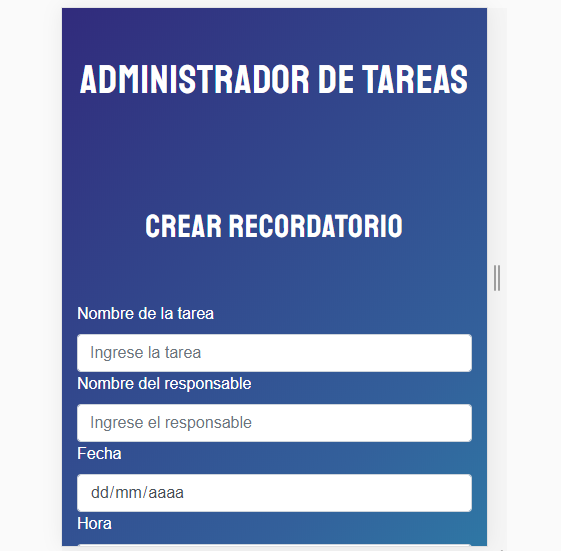 ADMINISTRADOR DE TAREAS
CREAR RECORDATORIO
Nombre de la tarea
Ingrese la tarea
Nombre del responsable
Ingrese el responsable
Fecha
dd/mm/aaaa
Hora